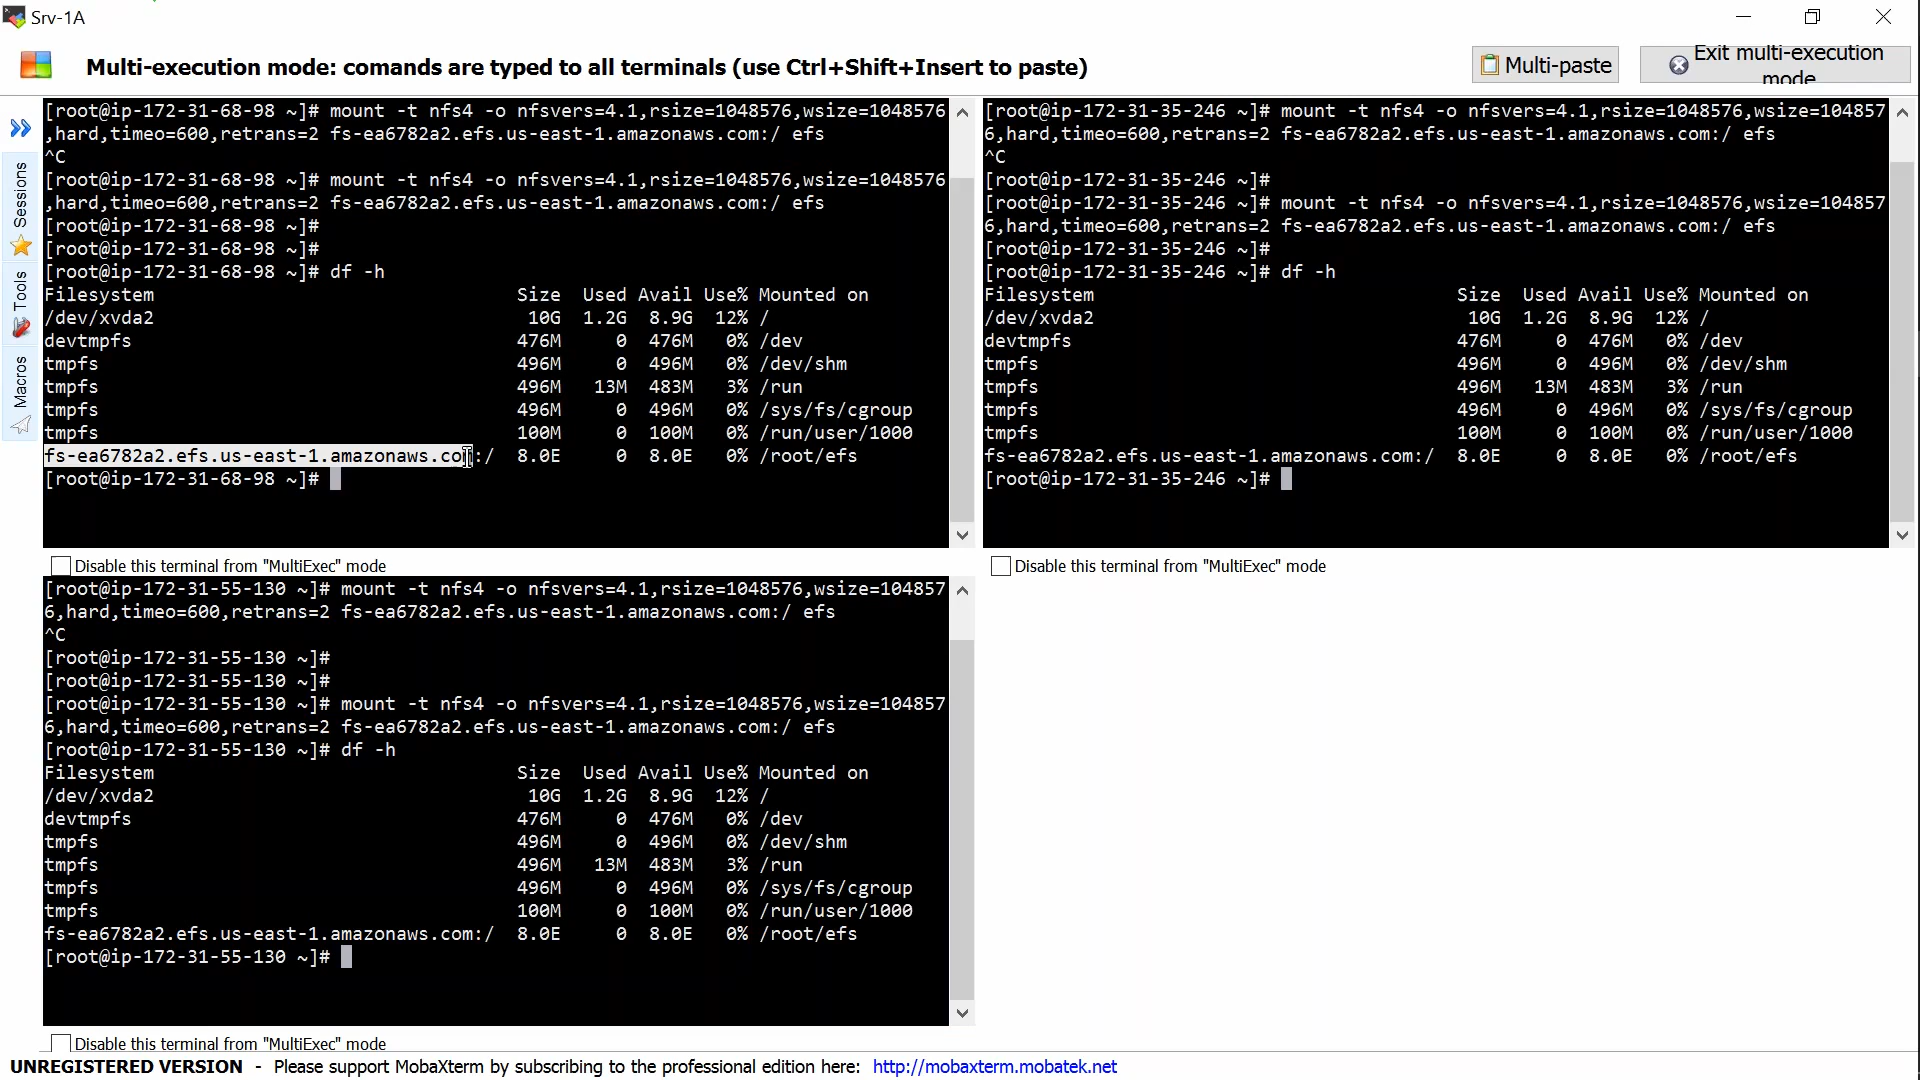 Srv-1A
Multi-execution mode: comands are typed to all terminals (use Ctrl+Shift+Insert to paste)
Multi-paste
Exit multi-execution
mode
Sessions
Tools
Macros
[root@ip-172-31-68-98 ~]# mount -t nfs4 -o nfsvers=4.1,rsize=1048576,wsize=1048576
,hard,timeo=600,retrans=2 fs-ea6782a2.efs.us-east-1.amazonaws.com:/ efs
^C
[root@ip-172-31-68-98 ~]# mount -t nfs4 -o nfsvers=4.1,rsize=1048576,wsize=1048576
,hard,timeo=600,retrans=2 fs-ea6782a2.efs.us-east-1.amazonaws.com:/ efs
[root@ip-172-31-68-98 ~]#
[root@ip-172-31-68-98 ~]#
[root@ip-172-31-68-98 ~]# df -h
Filesystem Size Used Avail Use% Mounted on
/dev/xvda2 10G 1.2G 8.9G 12% /
devtmpfs 476M 0 476M 0% /dev
tmpfs 496M 0 496M 0% /dev/shm
tmpfs 496M 13M 483M 3% /run
tmpfs 496M 0 496M 0% /sys/fs/cgroup
tmpfs 100M 0 100M 0% /run/user/1000
fs-ea6782a2.efs.us-east-1.amazonaws.com:/ 8.0E 0 8.0E 0% /root/efs
[root@ip-172-31-68-98 ~]#
Disable this terminal from "MultiExec" mode
[root@ip-172-31-35-246 ~]# mount -t nfs4 -o nfsvers=4.1,rsize=1048576,wsize=104857
6,hard,timeo=600,retrans=2 fs-ea6782a2.efs.us-east-1.amazonaws.com:/ efs
^C
[root@ip-172-31-35-246 ~]#
[root@ip-172-31-35-246 ~]# mount -t nfs4 -o nfsvers=4.1,rsize=1048576,wsize=104857
6,hard,timeo=600,retrans=2 fs-ea6782a2.efs.us-east-1.amazonaws.com:/ efs
[root@ip-172-31-35-246 ~]#
[root@ip-172-31-35-246 ~]# df -h
Filesystem Size Used Avail Use% Mounted on
/dev/xvda2 10G 1.2G 8.9G 12% /
devtmpfs 476M 0 476M 0% /dev
tmpfs 496M 0 496M 0% /dev/shm
tmpfs 496M 13M 483M 3% /run
tmpfs 496M 0 496M 0% /sys/fs/cgroup
tmpfs 100M 0 100M 0% /run/user/1000
fs-ea6782a2.efs.us-east-1.amazonaws.com:/ 8.0E 0 8.0E 0% /root/efs
[root@ip-172-31-35-246 ~]#
Disable this terminal from "MultiExec" mode
[root@ip-172-31-55-130 ~]# mount -t nfs4 -o nfsvers=4.1,rsize=1048576,wsize=104857
6,hard,timeo=600,retrans=2 fs-ea6782a2.efs.us-east-1.amazonaws.com:/ efs
^C
[root@ip-172-31-55-130 ~]#
[root@ip-172-31-55-130 ~]#
[root@ip-172-31-55-130 ~]# mount -t nfs4 -o nfsvers=4.1,rsize=1048576,wsize=104857
6,hard,timeo=600,retrans=2 fs-ea6782a2.efs.us-east-1.amazonaws.com:/ efs
[root@ip-172-31-55-130 ~]# df -h
Filesystem Size Used Avail Use% Mounted on
/dev/xvda2 10G 1.2G 8.9G 12% /
devtmpfs 476M 0 476M 0% /dev
tmpfs 496M 0 496M 0% /dev/shm
tmpfs 496M 13M 483M 3% /run
tmpfs 496M 0 496M 0% /sys/fs/cgroup
tmpfs 100M 0 100M 0% /run/user/1000
fs-ea6782a2.efs.us-east-1.amazonaws.com:/ 8.0E 0 8.0E 0% /root/efs
[root@ip-172-31-55-130 ~]#
Disable this terminal from "MultiExec" mode
UNREGISTERED VERSION - Please support MobaXterm by subscribing to the professional edition here: http://mobaxterm.mobatek.net